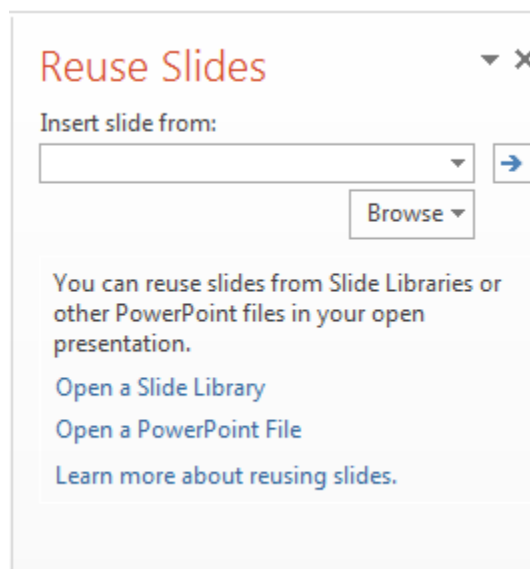 Reuse Slides
Insert slide from:
Browse
You can reuse slides from Slide Libraries or
other PowerPoint files in your open
presentation.
Open a Slide Library
Open a PowerPoint File
Learn more about reusing slides.